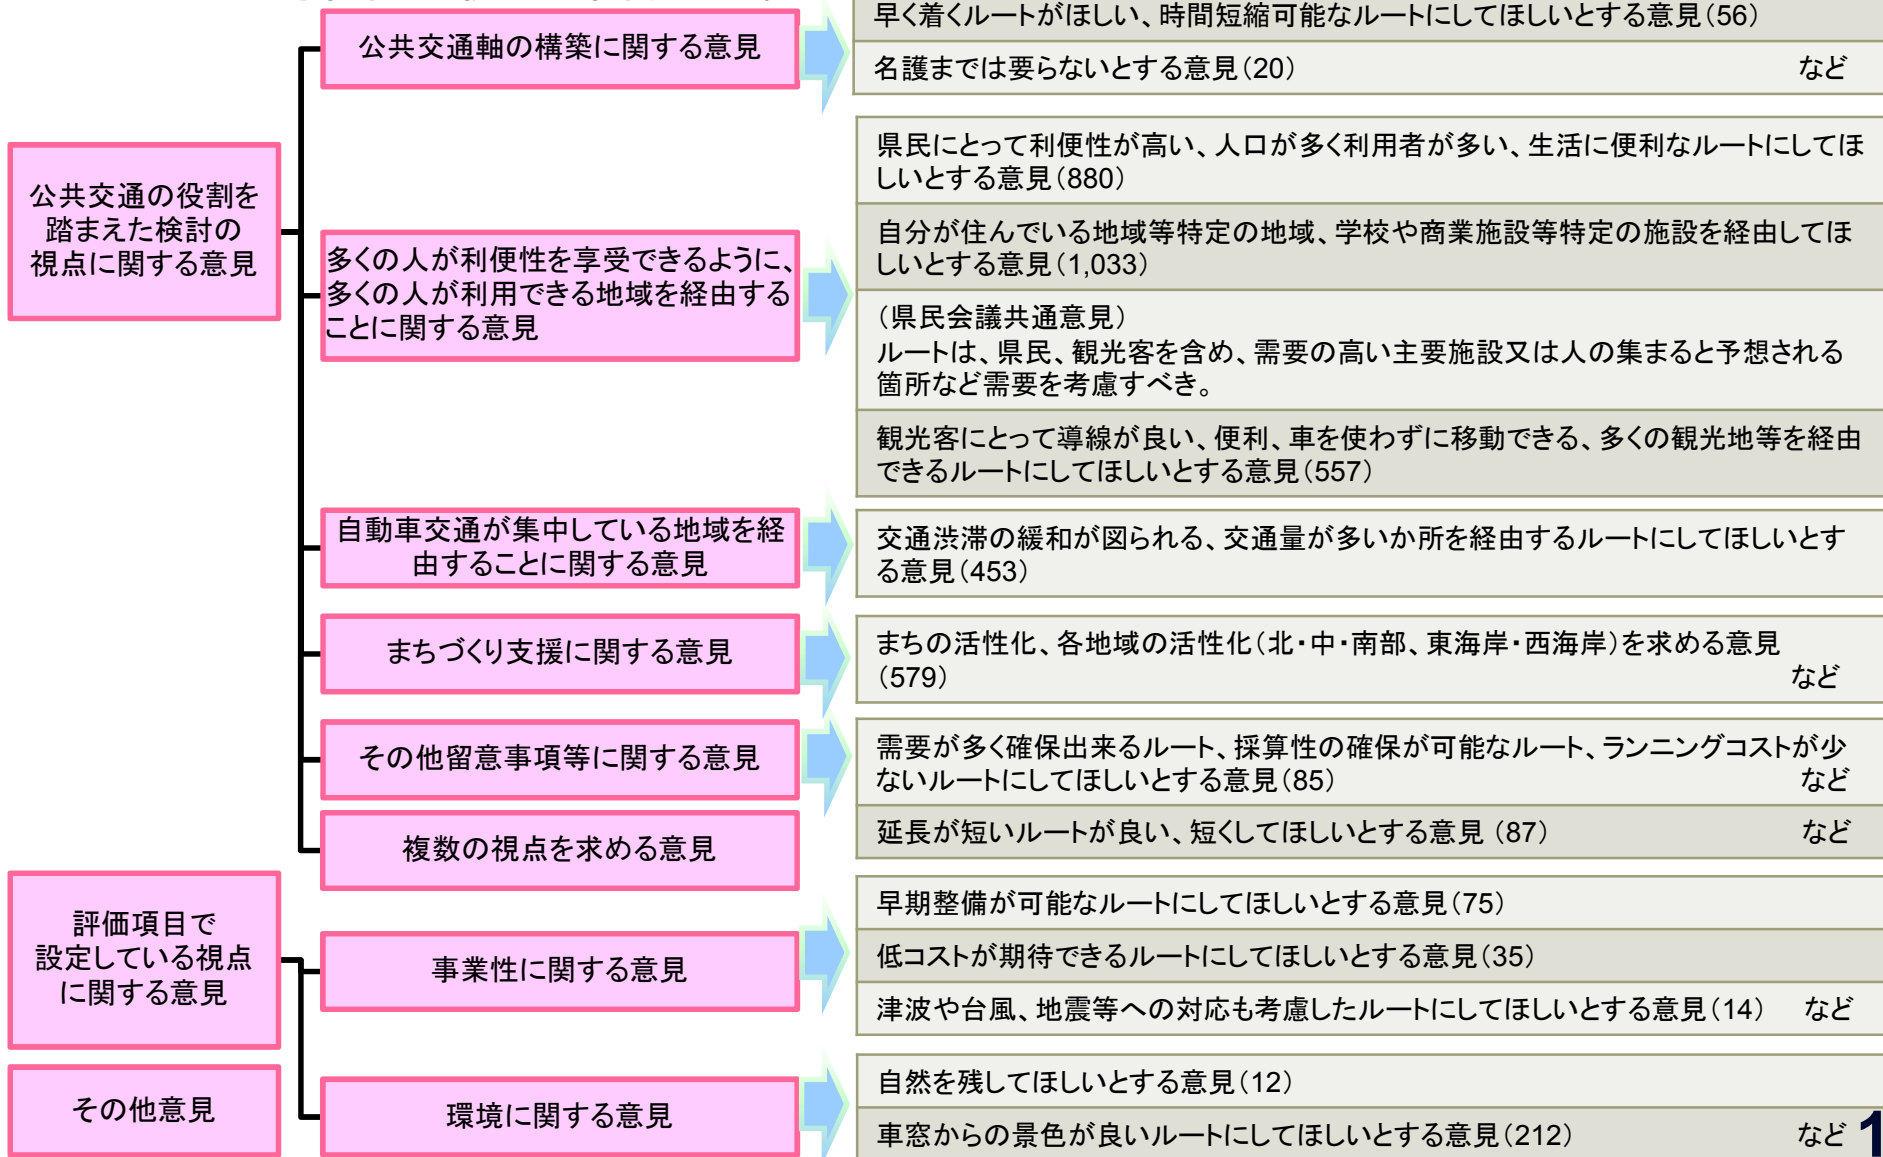 早く着くルートがほしい、時間短縮可能なルートにしてほしいとする意見(56)
公共交通軸の構築に関する意見
名護までは要らないとする意見(20) など
公共交通の役割を
踏まえた検討の
視点に関する意見
県民にとって利便性が高い、人口が多く利用者が多い、生活に便利なルートにしてほ
しいとする意見(880)
多くの人が利便性を享受できるように、
多くの人が利用できる地域を経由する
ことに関する意見
自分が住んでいる地域等特定の地域、学校や商業施設等特定の施設を経由してほ
しいとする意見(1,033)
(県民会議共通意見)
ルートは、県民、観光客を含め、需要の高い主要施設又は人の集まると予想される
箇所など需要を考慮すべき。
観光客にとって導線が良い、便利、車を使わずに移動できる、多くの観光地等を経由
できるルートにしてほしいとする意見(557)
自動車交通が集中している地域を経
由することに関する意見
交通渋滞の緩和が図られる、交通量が多いか所を経由するルートにしてほしいとす
る意見(453)
まちづくり支援に関する意見
まちの活性化、各地域の活性化(北・中・南部、東海岸・西海岸)を求める意見
(579) など
その他留意事項等に関する意見
需要が多く確保出来るルート、採算性の確保が可能なルート、ランニングコストが少
ないルートにしてほしいとする意見(85) など
複数の視点を求める意見
延長が短いルートが良い、短くしてほしいとする意見 (87) など
評価項目で
設定している視点
に関する意見
事業性に関する意見
早期整備が可能なルートにしてほしいとする意見(75)
低コストが期待できるルートにしてほしいとする意見(35)
津波や台風、地震等への対応も考慮したルートにしてほしいとする意見(14) など
その他意見
環境に関する意見
自然を残してほしいとする意見(12)
車窓からの景色が良いルートにしてほしいとする意見(212) など
1